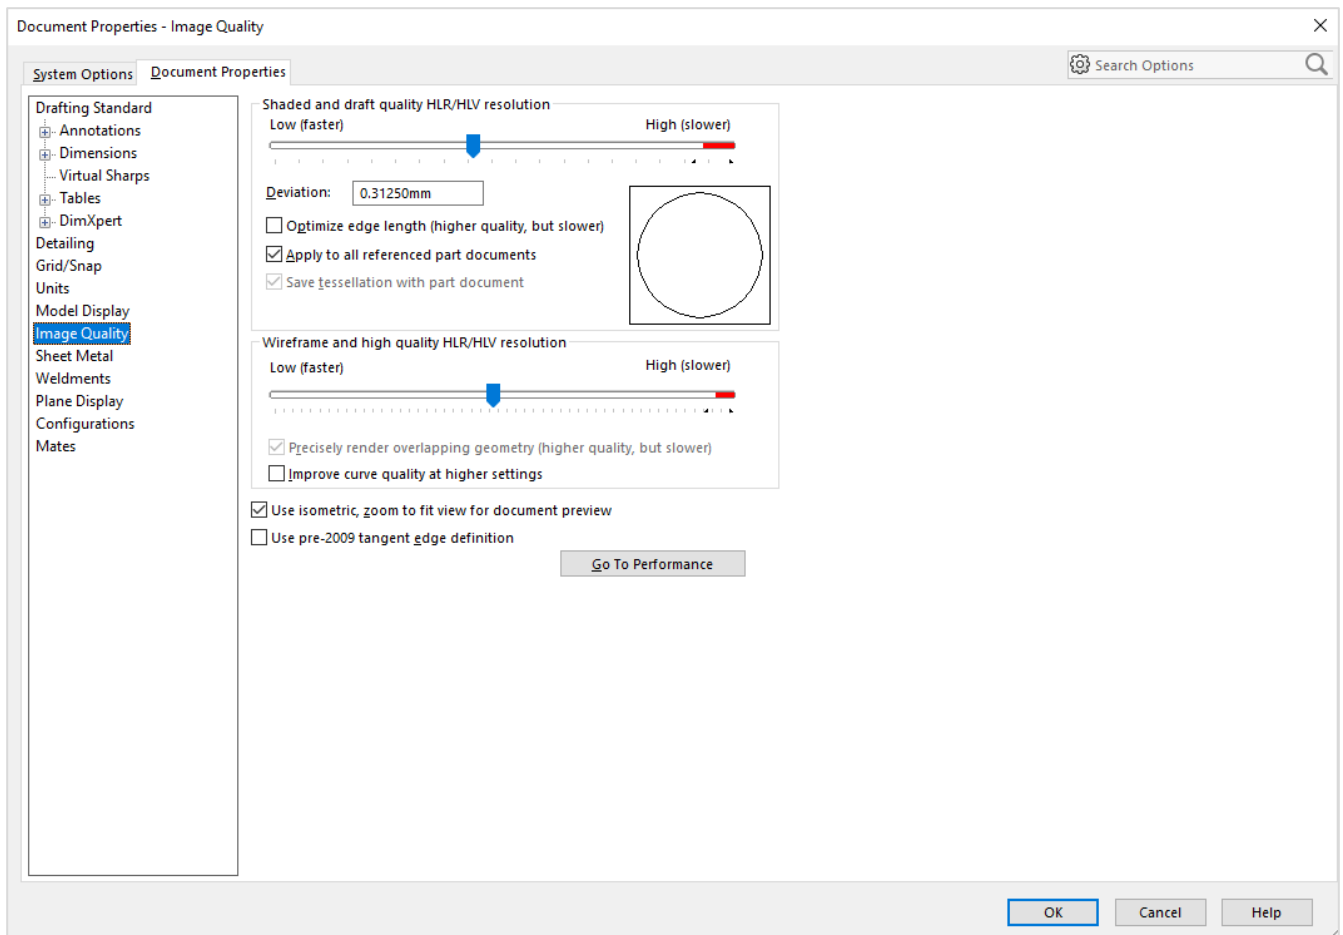 Document Properties - Image Quality
System Options
Document Properties
Search Options
Drafting Standard
Annotations
Dimensions
Virtual Sharps
Tables
DimXpert
Detailing
Grid/Snap
Units
Model Display
Image Quality
Sheet Metal
Weldments
Plane Display
Configurations
Mates
Shaded and draft quality HLR/HLV resolution
Low (faster)
High (slower)
Deviation:
0.31250mm
Optimize edge length (higher quality, but slower)
Apply to all referenced part documents
Save tessellation with part document
Wireframe and high quality HLR/HLV resolution
Low (faster)
High (slower)
Precisely render overlapping geometry (higher quality, but slower)
Improve curve quality at higher settings
Use isometric, zoom to fit view for document preview
Use pre-2009 tangent edge definition
Go To Performance
OK
Cancel
Help